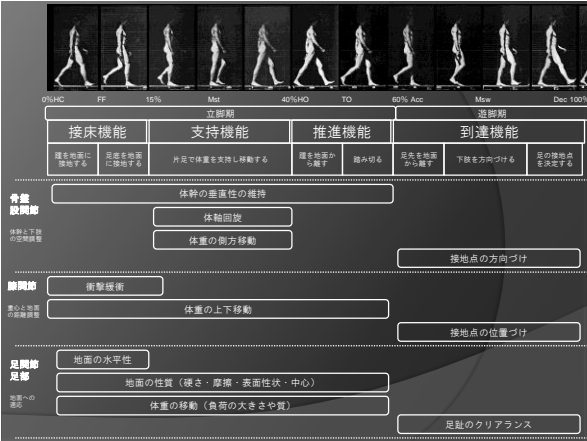 0%HC FF 15% Mst 40%HO TO 60% Acc Msw Dec 100%
立脚期 遊脚期
接床機能 支持機能 推進機能 到達機能
踵を地面に
接地する
足底を地面
に接地する
片足で体重を支持し移動する
踵を地面か
ら離す
踏み切る
足先を地面
から離す
下肢を方向づける
足の接地点
を決定する
骨盤
股関節
体幹と下肢
の空間調整
体幹の垂直性の維持
体軸回旋
体重の側方移動
接地点の方向づけ
膝関節
重心と地面
の距離調整
衝撃緩衝
体重の上下移動
接地点の位置づけ
足関節
足部
地面への
適応
地面の水平性
地面の性質（硬さ・摩擦・表面性状・中心）
体重の移動（負荷の大きさや質）
足趾のクリアランス